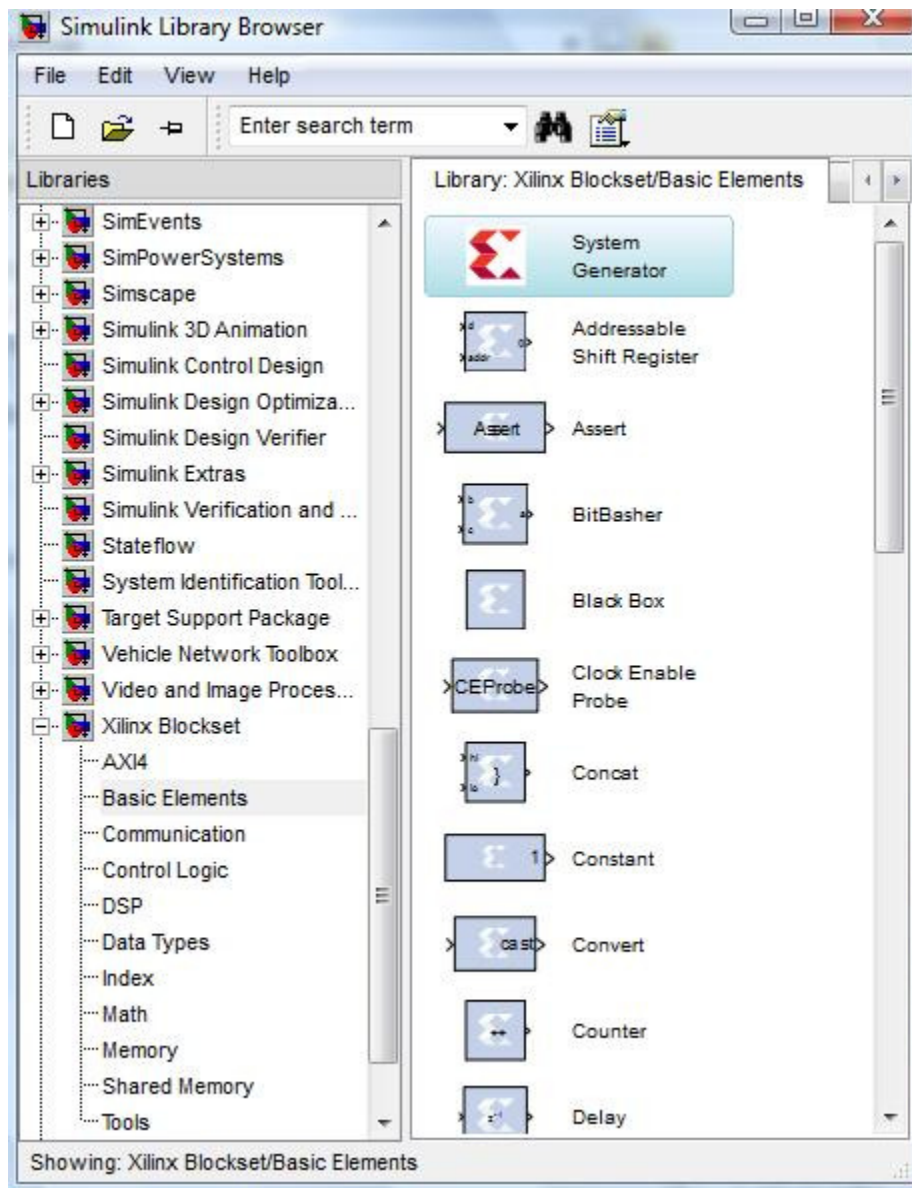 Simulink Library Browser
File Edit View Help
Enter search term
Libraries
SimEvents
SimPowerSystems
Simscape
Simulink 3D Animation
Simulink Control Design
Simulink Design Optimiza...
Simulink Design Verifier
Simulink Extras
Simulink Verification and ...
Stateflow
System Identification Tool...
Target Support Package
Vehicle Network Toolbox
Video and Image Proces...
Xilinx Blockset
AXI4
Basic Elements
Communication
Control Logic
DSP
Data Types
Index
Math
Memory
Shared Memory
Tools
Library: Xilinx Blockset/Basic Elements
System
Generator
d
addr
Addressable
Shift Register
Assert
Assert
b
c
a
BitBasher
Black Box
CEProbe
Clock Enable
Probe
hi
lo
}
Concat
1
Constant
cast
Convert
++
Counter
z-1
Delay
Showing: Xilinx Blockset/Basic Elements